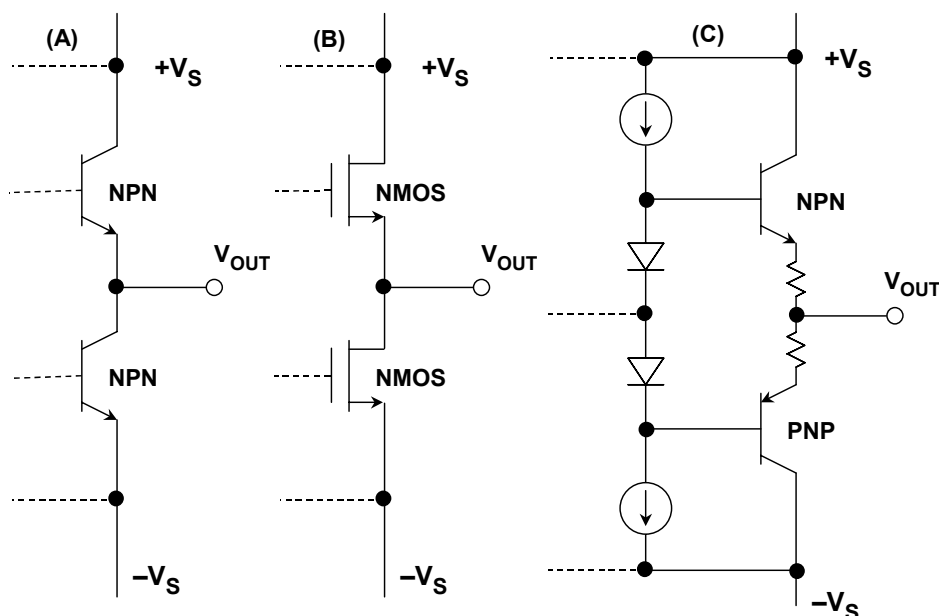 (A)
(B)
(C)
+VS
+VS
+VS
NPN
NMOS
NPN
VOUT
VOUT
VOUT
NPN
NMOS
PNP
–VS
–VS
–VS